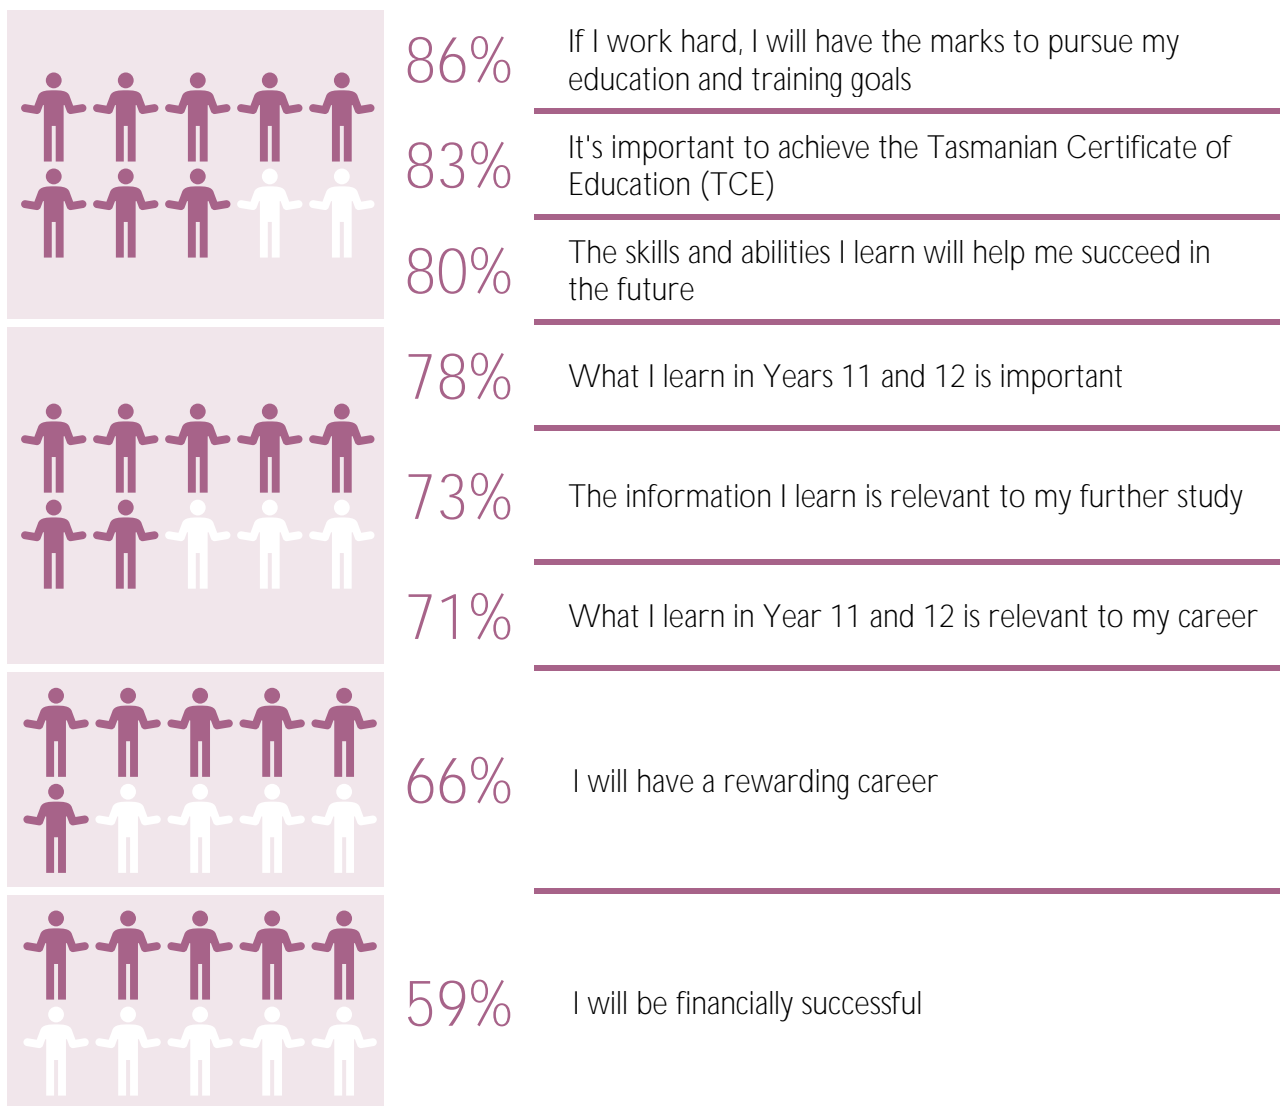 86%
If I work hard, I will have the marks to pursue my
education and training goals
83%
It's important to achieve the Tasmanian Certificate of
Education (TCE)
80%
The skills and abilities I learn will help me succeed in
the future
78%
What I learn in Years 11 and 12 is important
73%
The information I learn is relevant to my further study
71%
What I learn in Year 11 and 12 is relevant to my career
66%
I will have a rewarding career
59%
I will be financially successful